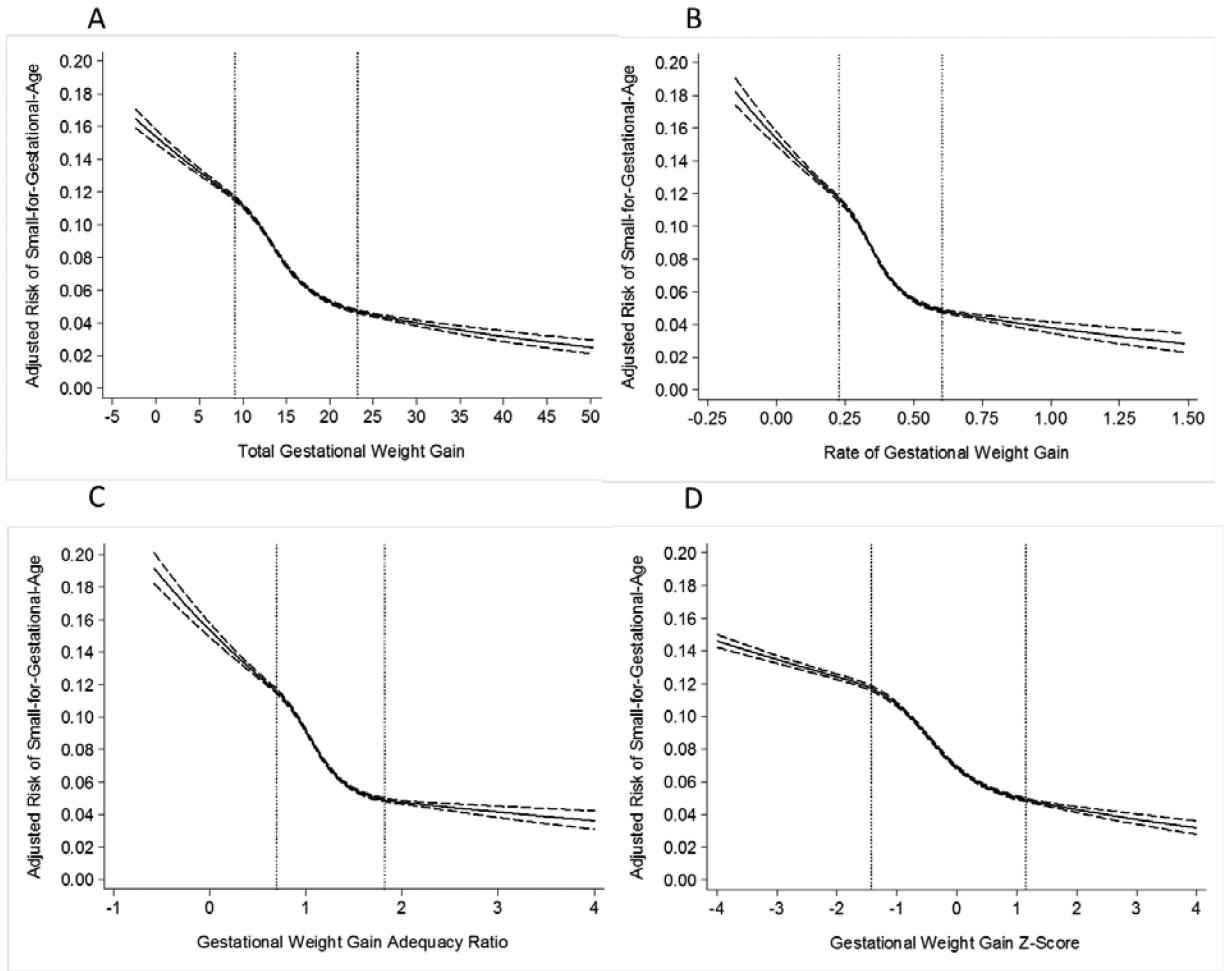 A
Adjusted Risk of Small-for-Gestational-Age
0.20
0.18
0.16
0.14
0.12
0.10
0.08
0.06
0.04
0.02
0.00
-5 0 5 10 15 20 25 30 35 40 45 50
Total Gestational Weight Gain
B
Adjusted Risk of Small-for-Gestational-Age
0.20
0.18
0.16
0.14
0.12
0.10
0.08
0.06
0.04
0.02
0.00
-0.25 0.00 0.25 0.50 0.75 1.00 1.25 1.50
Rate of Gestational Weight Gain
C
Adjusted Risk of Small-for-Gestational-Age
0.20
0.18
0.16
0.14
0.12
0.10
0.08
0.06
0.04
0.02
0.00
-1 0 1 2 3 4
Gestational Weight Gain Adequacy Ratio
D
Adjusted Risk of Small-for-Gestational-Age
0.20
0.18
0.16
0.14
0.12
0.10
0.08
0.06
0.04
0.02
0.00
-4 -3 -2 -1 0 1 2 3 4
Gestational Weight Gain Z-Score